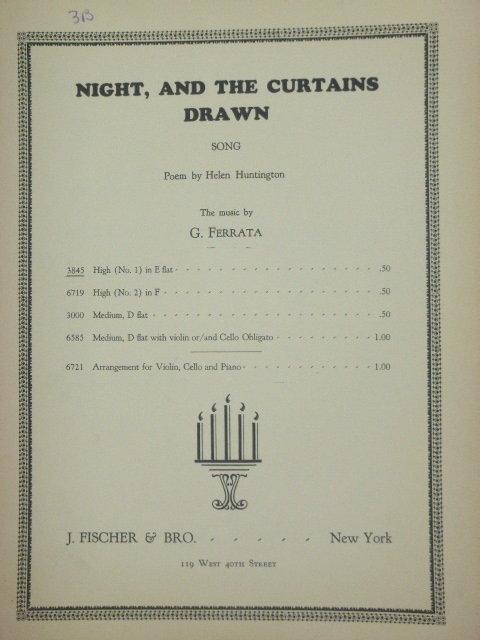 3B
NIGHT, AND THE CURTAINS
DRAWN
SONG
Poem by Helen Huntington
The music by
G. FERRATA
3845 High (No. 1) in E flat - - - - - - - - - - - - - - .50
6719 High (No. 2) in F - - - - - - - - - - - - - - .50
3000 Medium, D flat - - - - - - - - - - - - - - .50
6585 Medium, D flat with violin or/and Cello Obligato - - - - - - - 1.00
6721 Arrangement for Violin, Cello and Piano - - - - - - - - - 1.00
J. FISCHER & BRO. - - - - - New York
119 WEST 40TH STREET